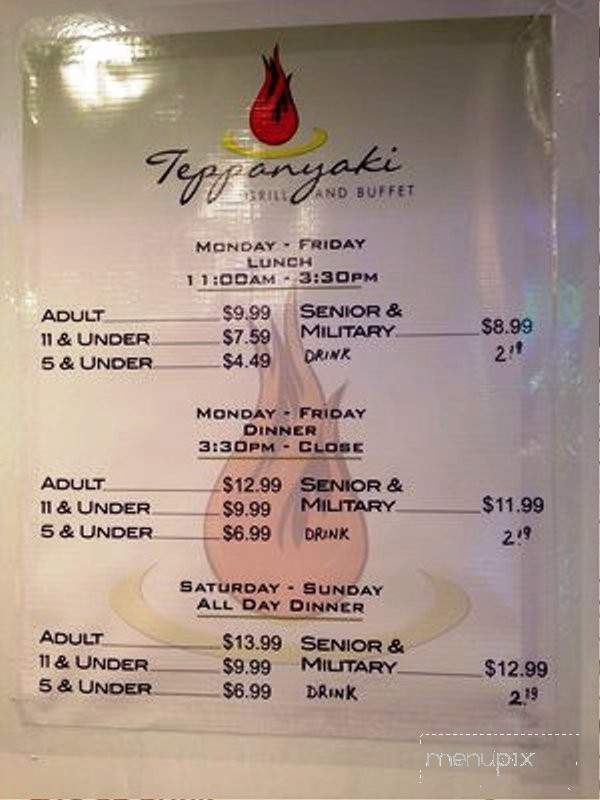 Teppanyaki
GRILL AND BUFFET
MONDAY - FRIDAY
LUNCH
11:00AM - 3:30PM
ADULT $9.99
11 & UNDER $7.59
5 & UNDER $4.49
SENIOR &
MILITARY $8.99
DRINK 2.19
MONDAY - FRIDAY
DINNER
3:30PM - CLOSE
ADULT $12.99
11 & UNDER $9.99
5 & UNDER $6.99
SENIOR &
MILITARY $11.99
DRINK 2.19
SATURDAY - SUNDAY
ALL DAY DINNER
ADULT $13.99
11 & UNDER $9.99
5 & UNDER $6.99
SENIOR &
MILITARY $12.99
DRINK 2.19
menupix